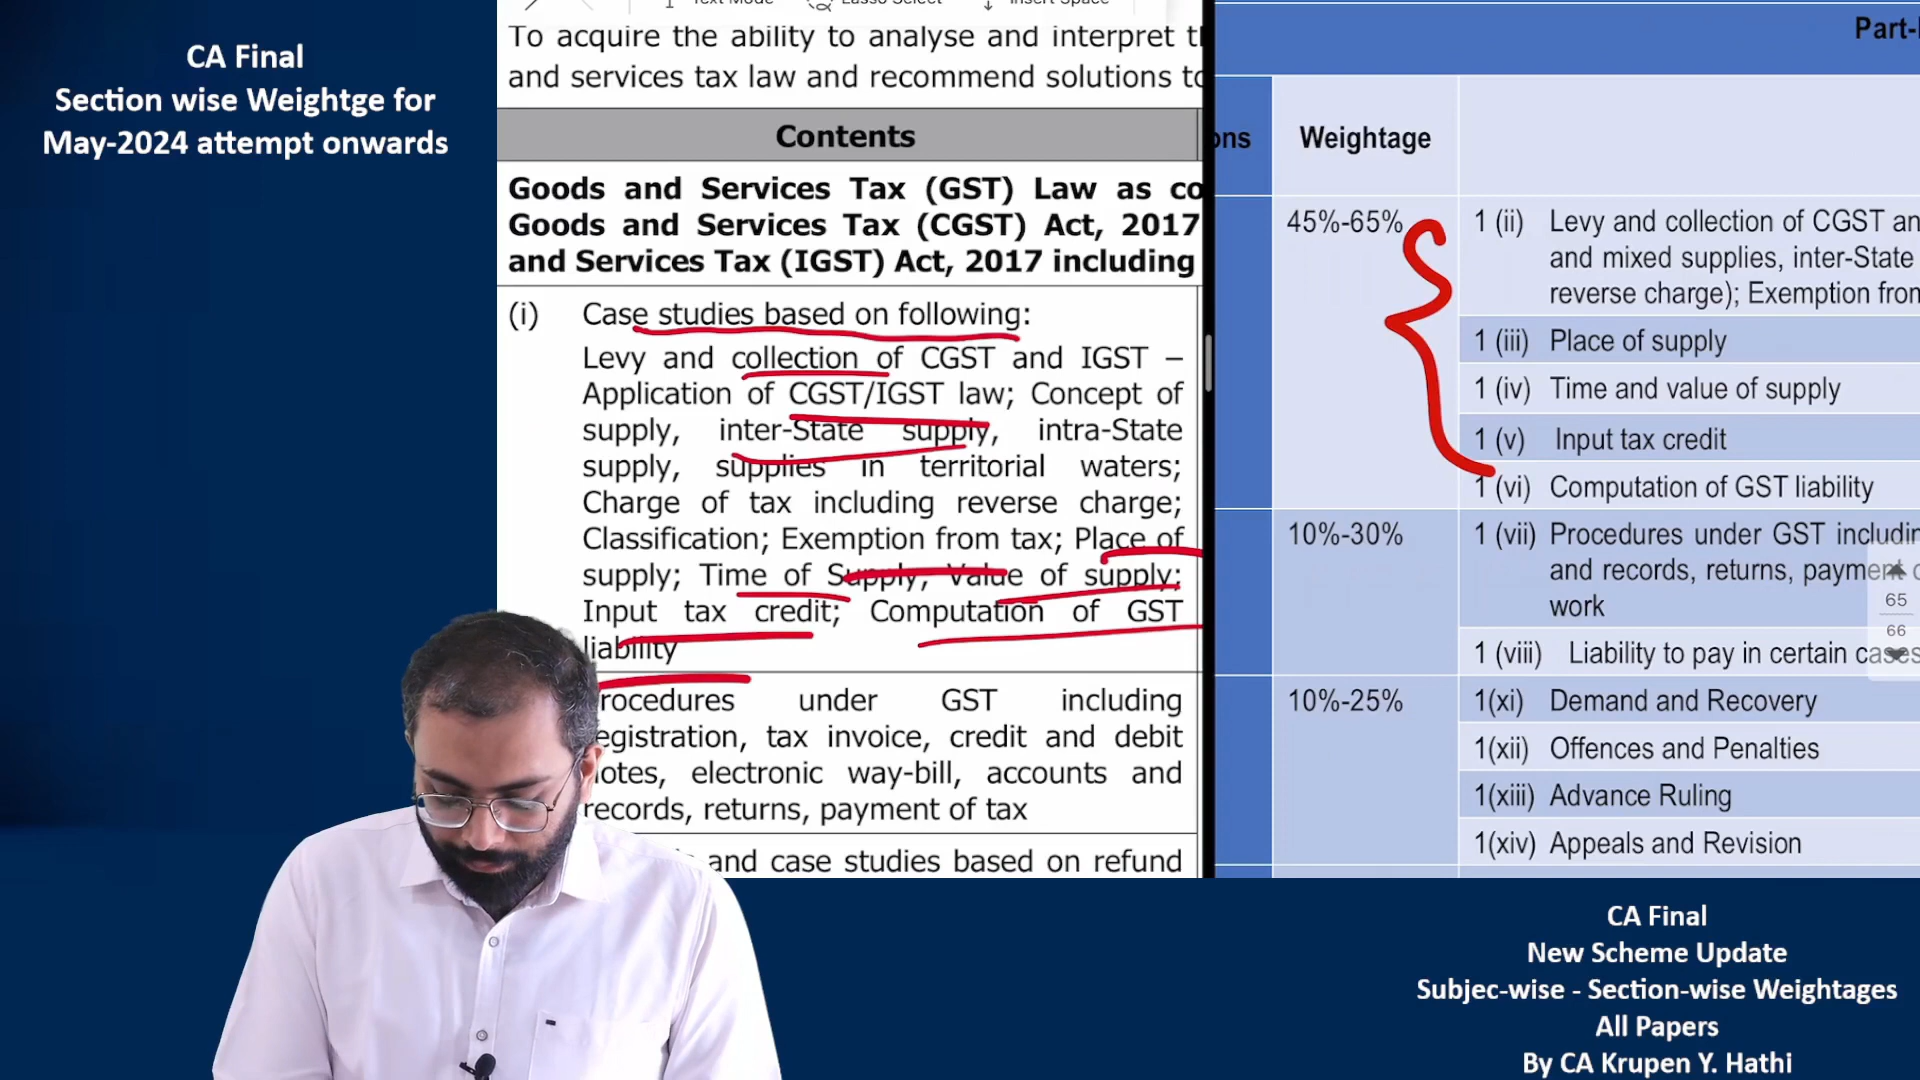 CA Final
Section wise Weightge for
May-2024 attempt onwards
Text Mode
Lasso Select
Insert Space
To acquire the ability to analyse and interpret
and services tax law and recommend solutions
Contents
Goods and Services Tax (GST) Law as
Goods and Services Tax (CGST) Act, 2017
and Services Tax (IGST) Act, 2017 including
(i) Case studies based on following:
Levy and collection of CGST and IGST –
Application of CGST/IGST law; Concept of
supply, inter-State supply, intra-State
supply, supplies in territorial waters;
Charge of tax including reverse charge;
Classification; Exemption from tax; Place of
supply; Time of Supply; Value of supply;
Input tax credit; Computation of GST
liability
rocedures under GST including
egistration, tax invoice, credit and debit
otes, electronic way-bill, accounts and
records, returns, payment of tax
and case studies based on refund
Part-
ons Weightage
45%-65% 1 (ii) Levy and collection of CGST an
and mixed supplies, inter-State
reverse charge); Exemption from
1 (iii) Place of supply
1 (iv) Time and value of supply
1 (v) Input tax credit
1 (vi) Computation of GST liability
10%-30% 1 (vii) Procedures under GST includin
and records, returns, payment
work
1 (viii) Liability to pay in certain cases
10%-25% 1(xi) Demand and Recovery
1(xii) Offences and Penalties
1(xiii) Advance Ruling
1(xiv) Appeals and Revision
65
66
CA Final
New Scheme Update
Subjec-wise - Section-wise Weightages
All Papers
By CA Krupen Y. Hathi